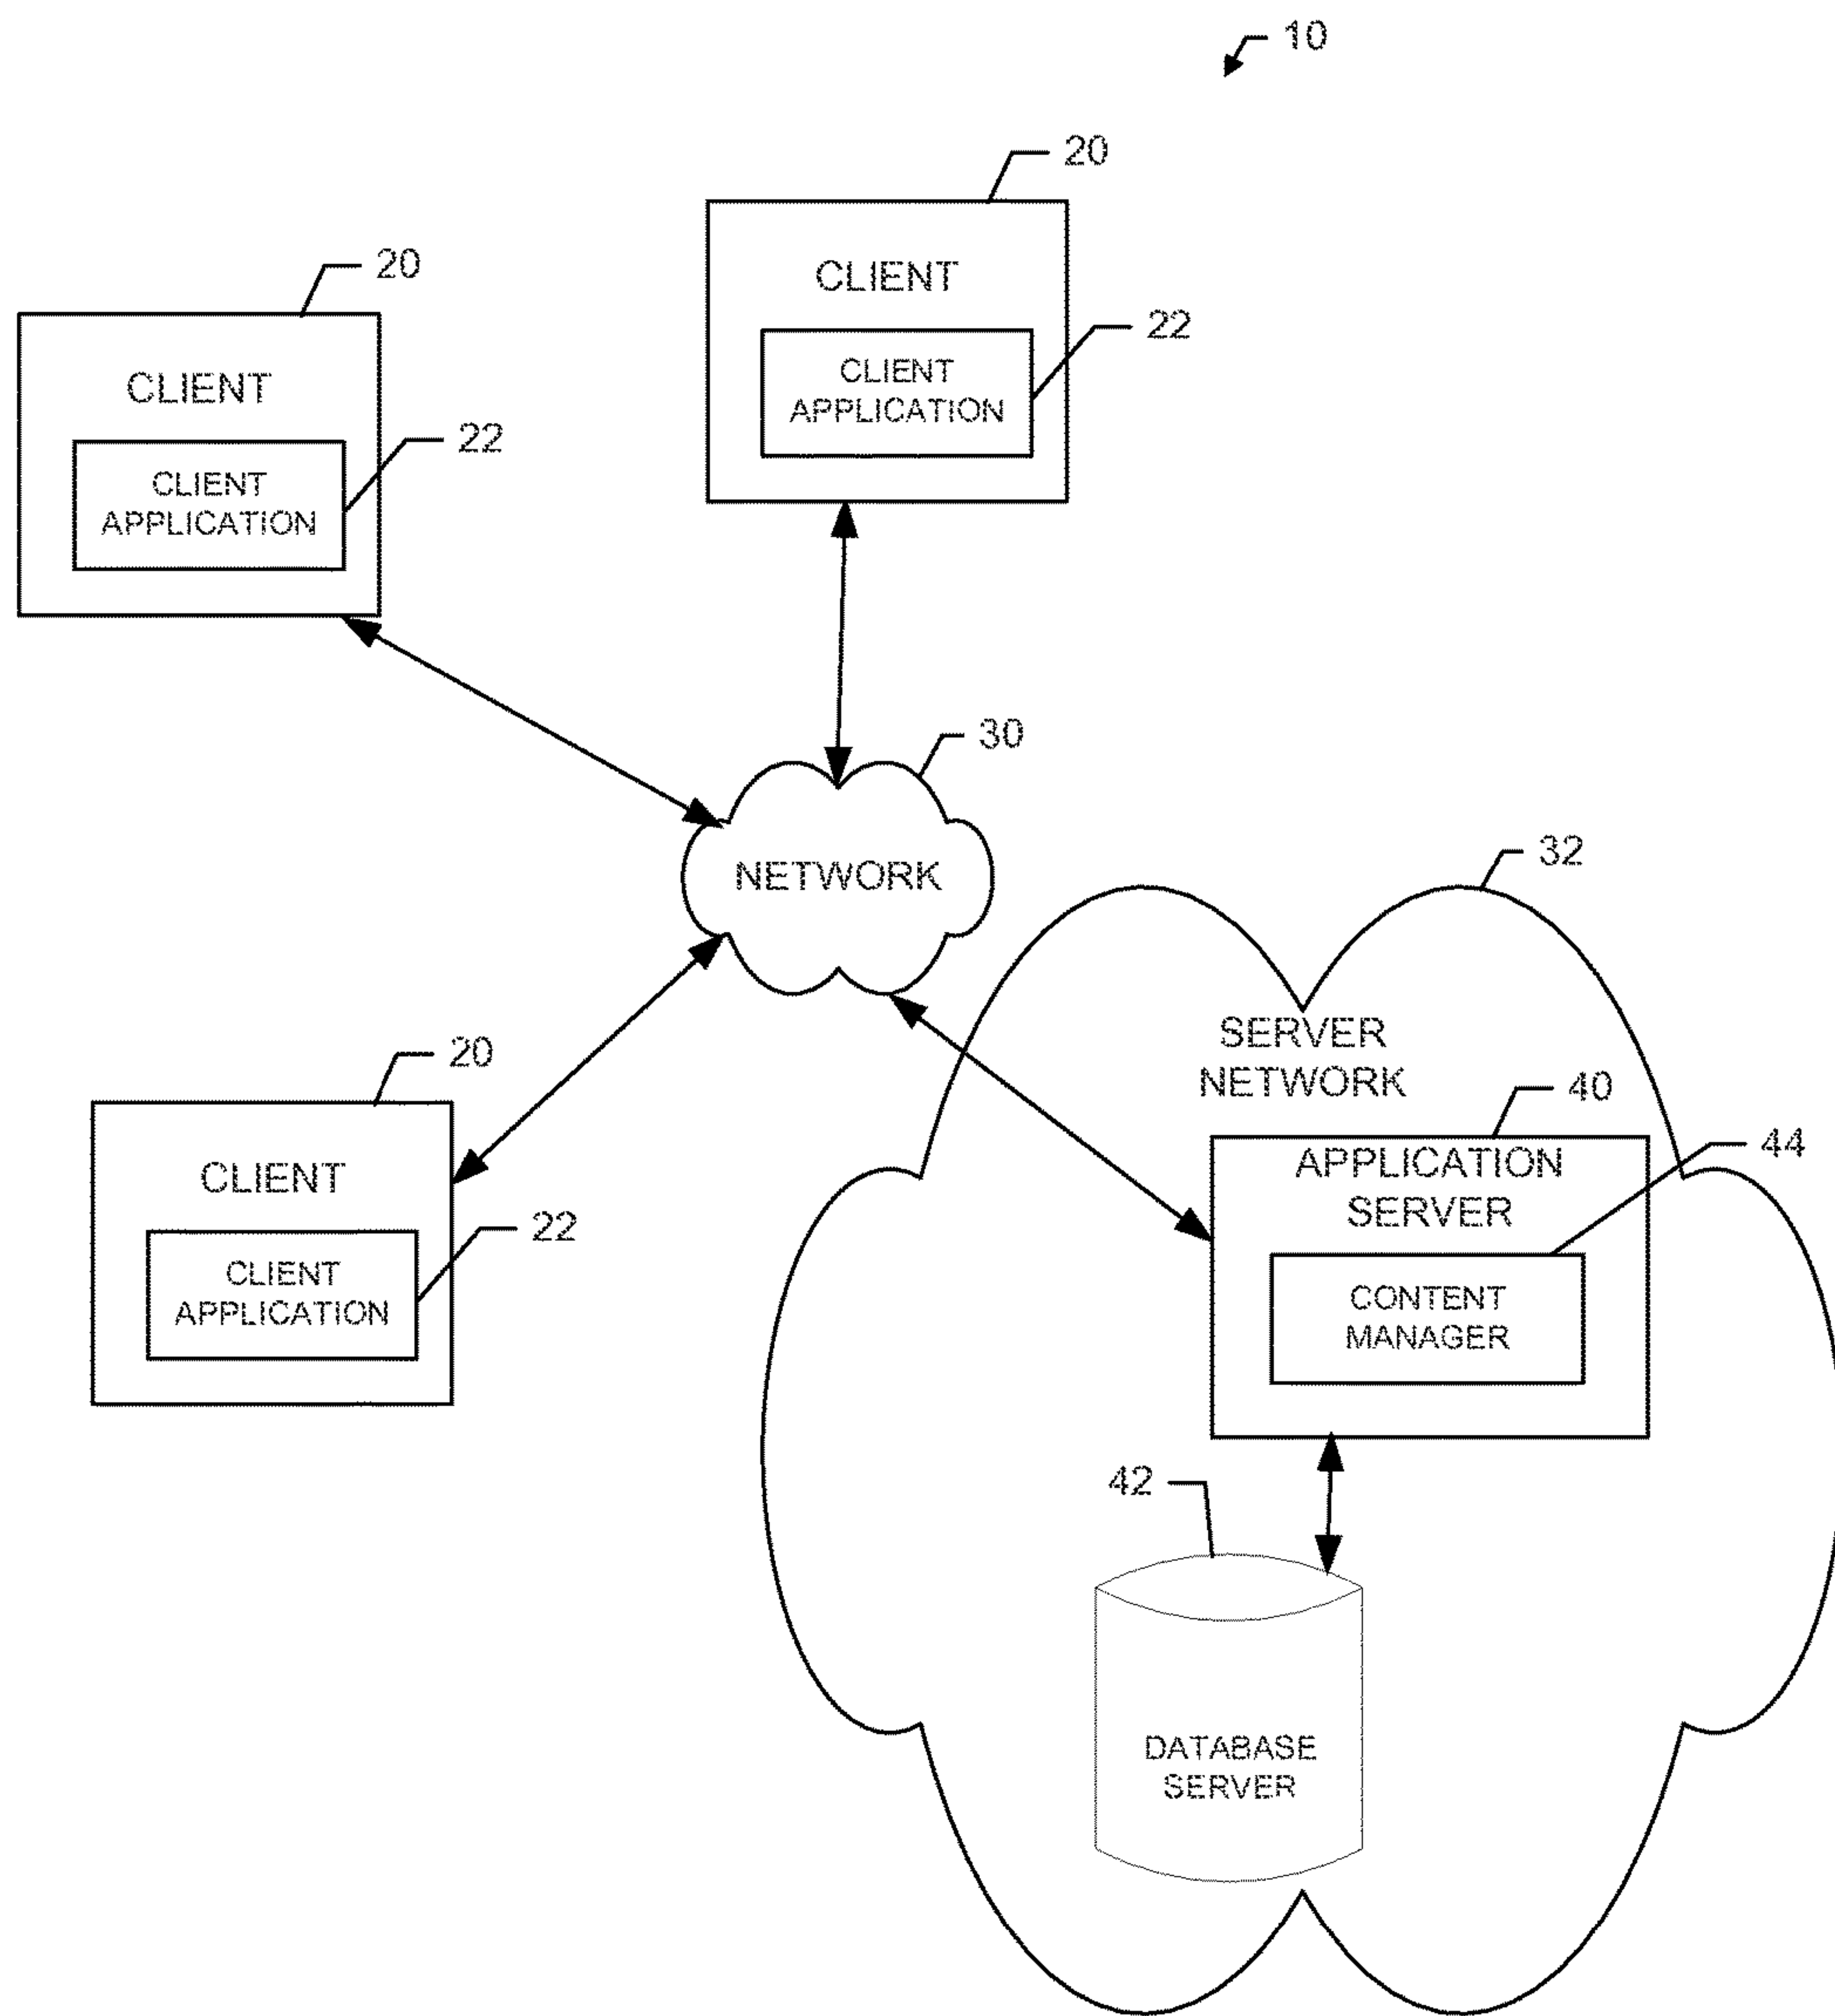 10
20
CLIENT
22
CLIENT
APPLICATION
20
CLIENT
22
CLIENT
APPLICATION
30
NETWORK
32
SERVER
NETWORK
20
CLIENT
22
CLIENT
APPLICATION
40
APPLICATION
SERVER
44
CONTENT
MANAGER
42
DATABASE
SERVER